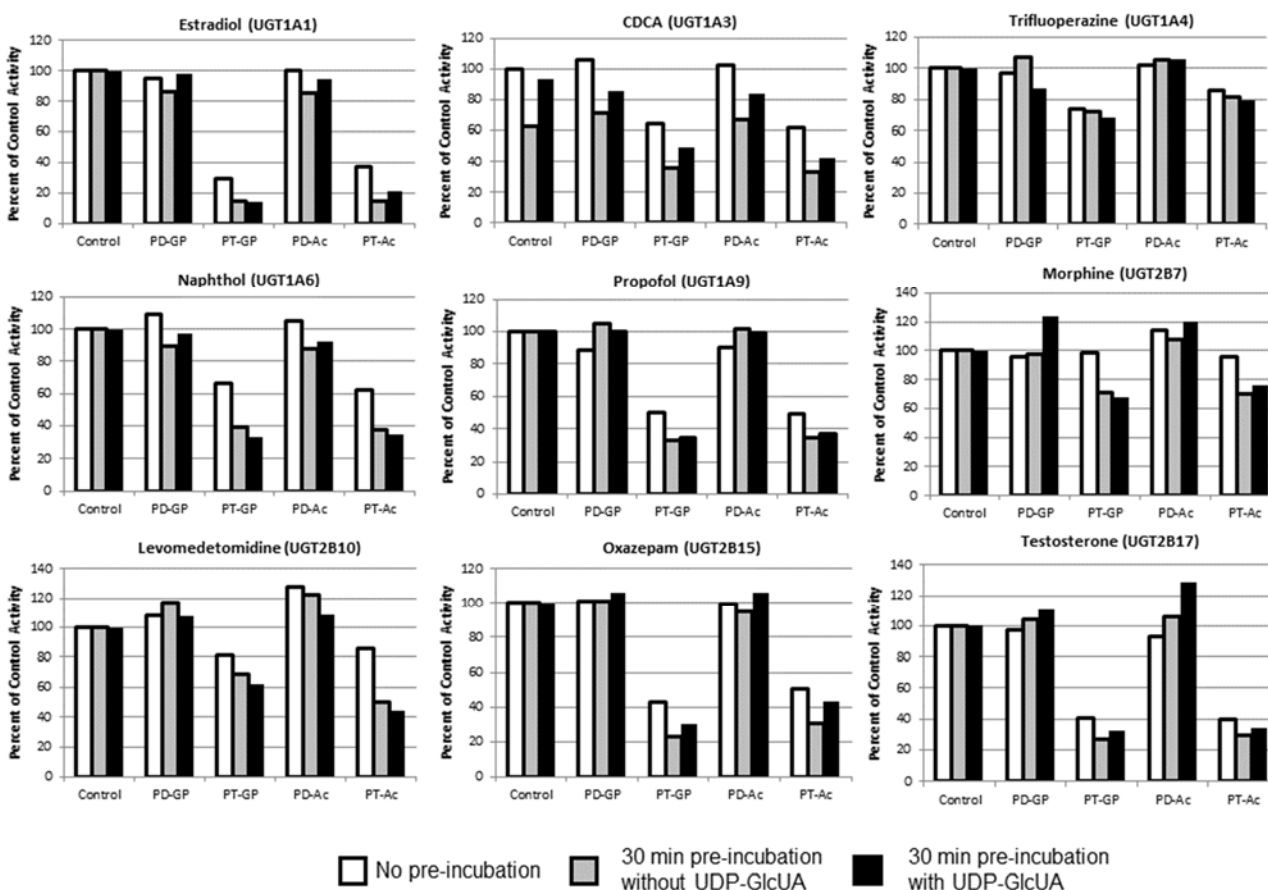 Estradiol (UGT1A1)
Percent of Control Activity
120
100
80
60
40
20
0
Control PD-GP PT-GP PD-Ac PT-Ac
CDCA (UGT1A3)
Percent of Control Activity
120
100
80
60
40
20
0
Control PD-GP PT-GP PD-Ac PT-Ac
Trifluoperazine (UGT1A4)
Percent of Control Activity
120
100
80
60
40
20
0
Control PD-GP PT-GP PD-Ac PT-Ac
Naphthol (UGT1A6)
Percent of Control Activity
120
100
80
60
40
20
0
Control PD-GP PT-GP PD-Ac PT-Ac
Propofol (UGT1A9)
Percent of Control Activity
120
100
80
60
40
20
0
Control PD-GP PT-GP PD-Ac PT-Ac
Morphine (UGT2B7)
Percent of Control Activity
140
120
100
80
60
40
20
0
Control PD-GP PT-GP PD-Ac PT-Ac
Levomedetomidine (UGT2B10)
Percent of Control Activity
140
120
100
80
60
40
20
0
Control PD-GP PT-GP PD-Ac PT-Ac
Oxazepam (UGT2B15)
Percent of Control Activity
120
100
80
60
40
20
0
Control PD-GP PT-GP PD-Ac PT-Ac
Testosterone (UGT2B17)
Percent of Control Activity
140
120
100
80
60
40
20
0
Control PD-GP PT-GP PD-Ac PT-Ac
No pre-incubation
30 min pre-incubation
without UDP-GlcUA
30 min pre-incubation
with UDP-GlcUA